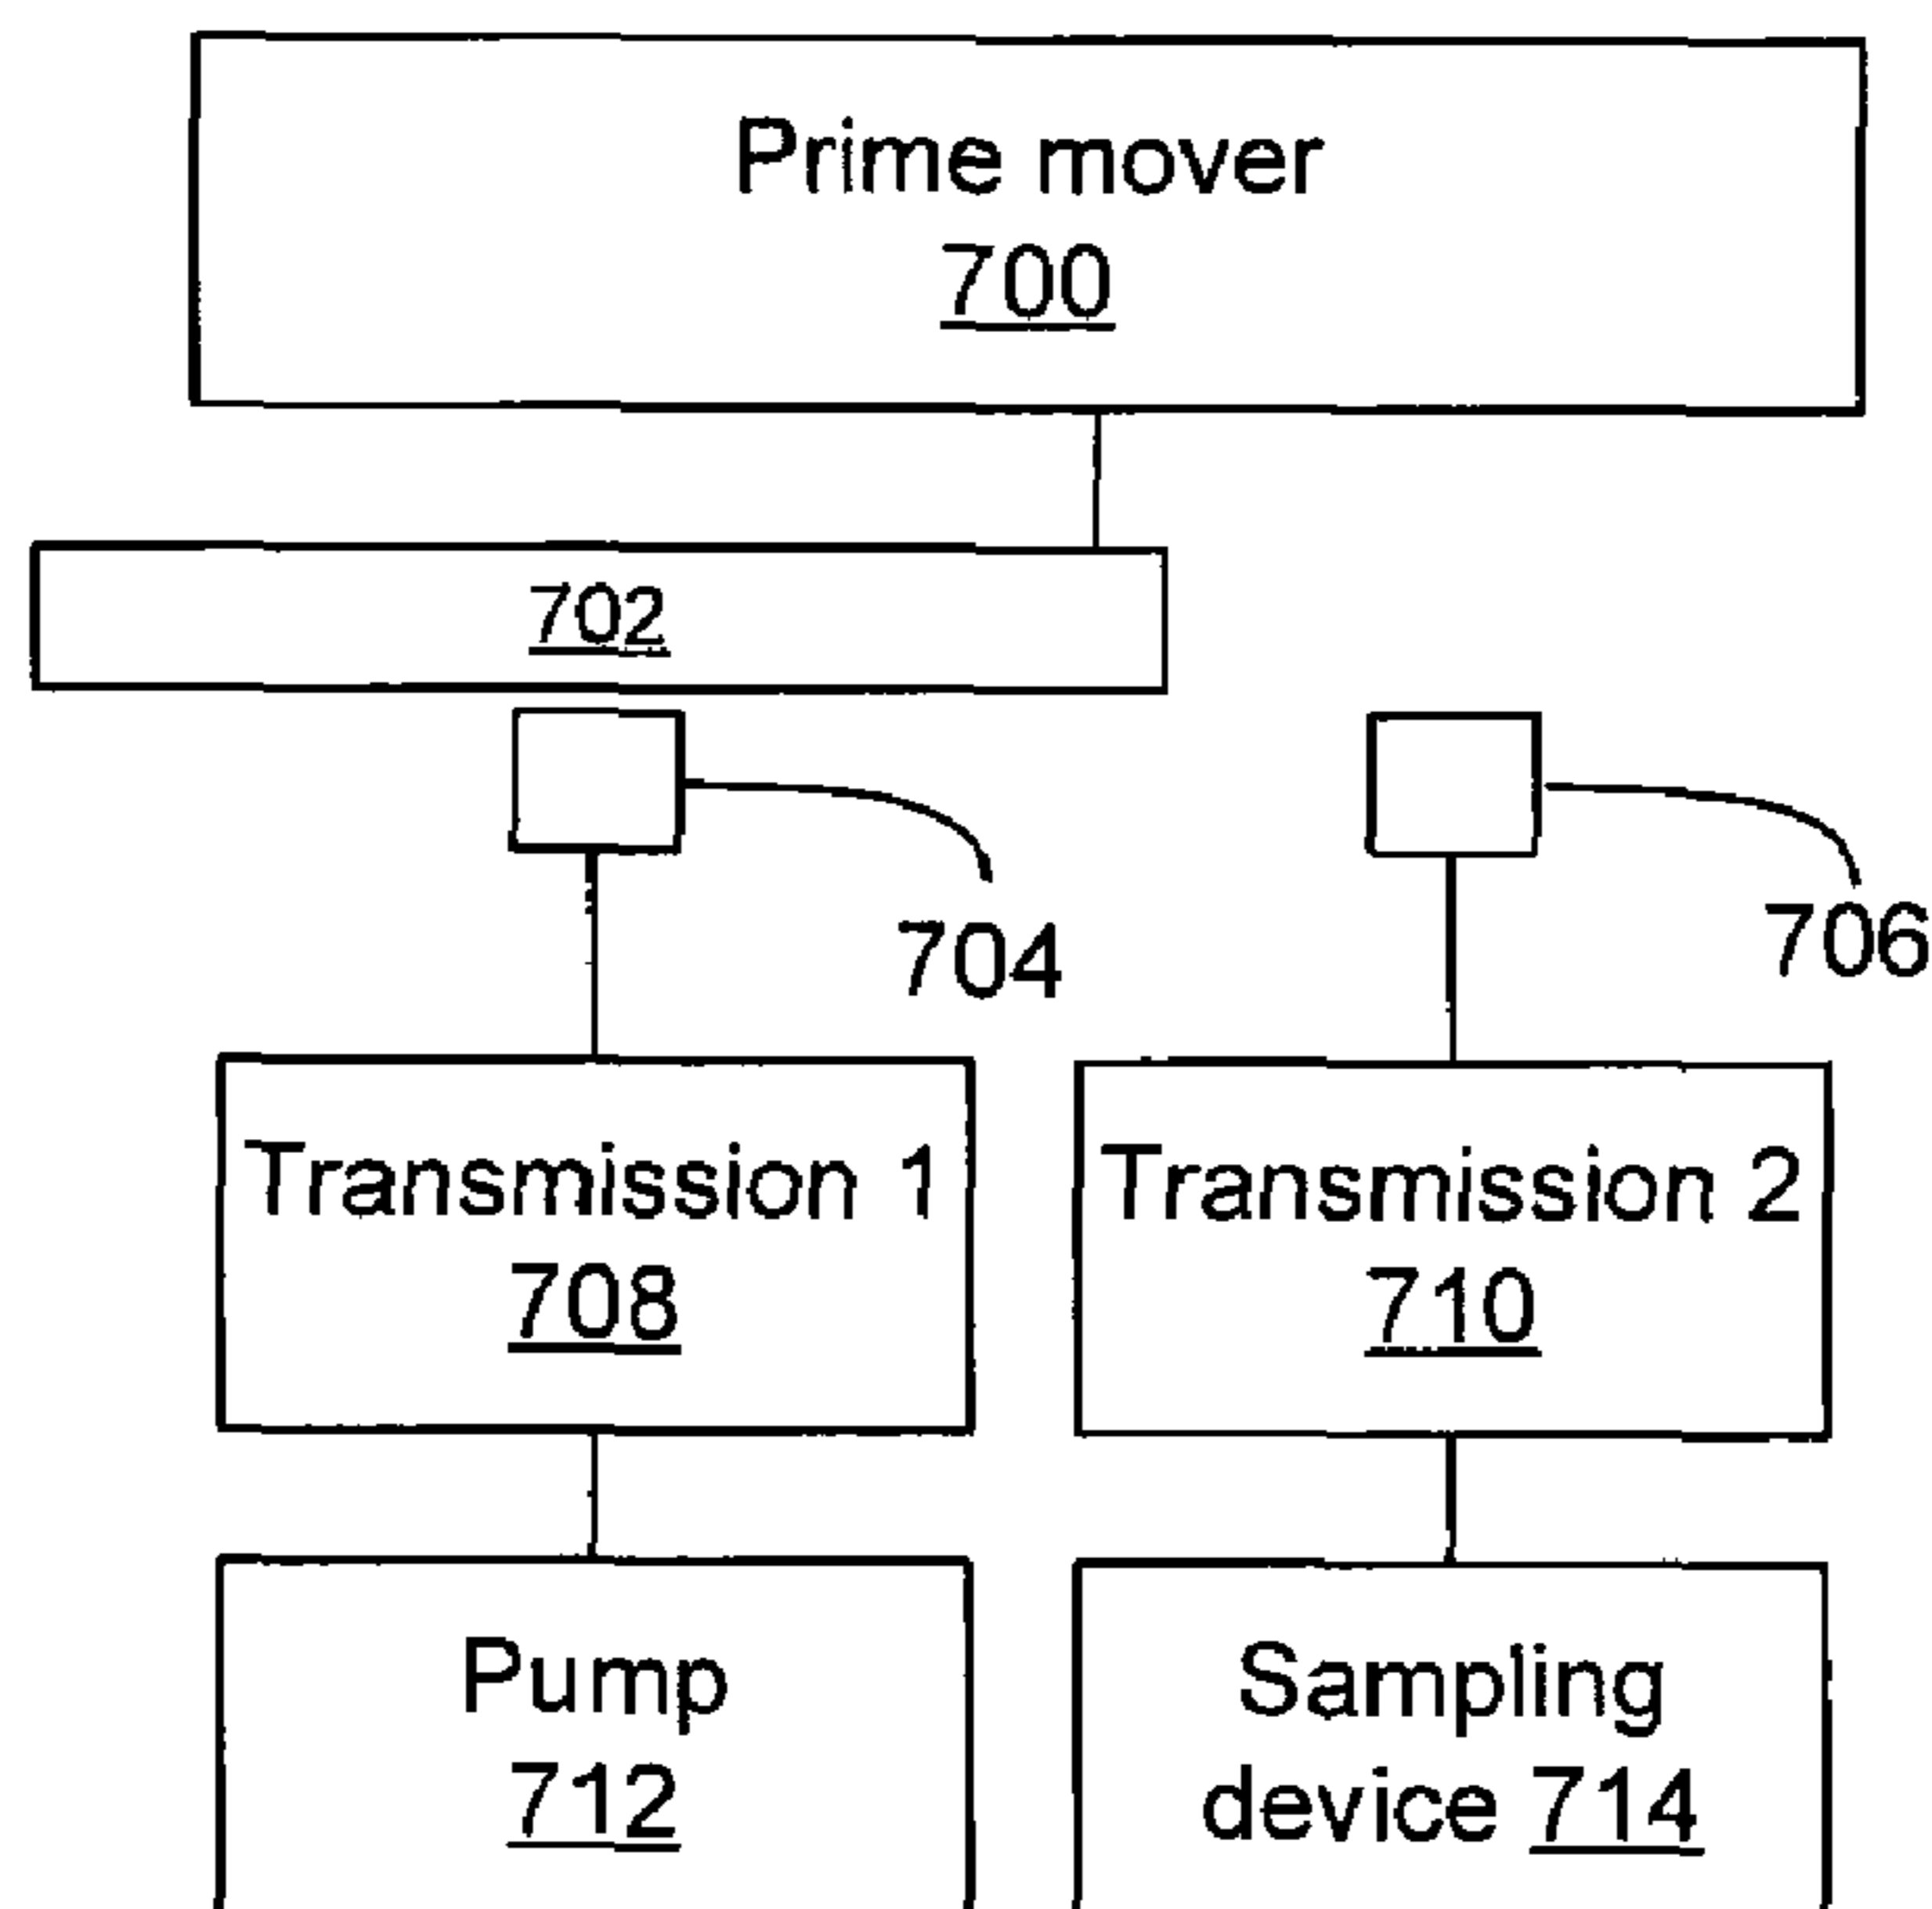 Prime mover
700
702
704
706
Transmission 1
708
Transmission 2
710
Pump
712
Sampling
device 714